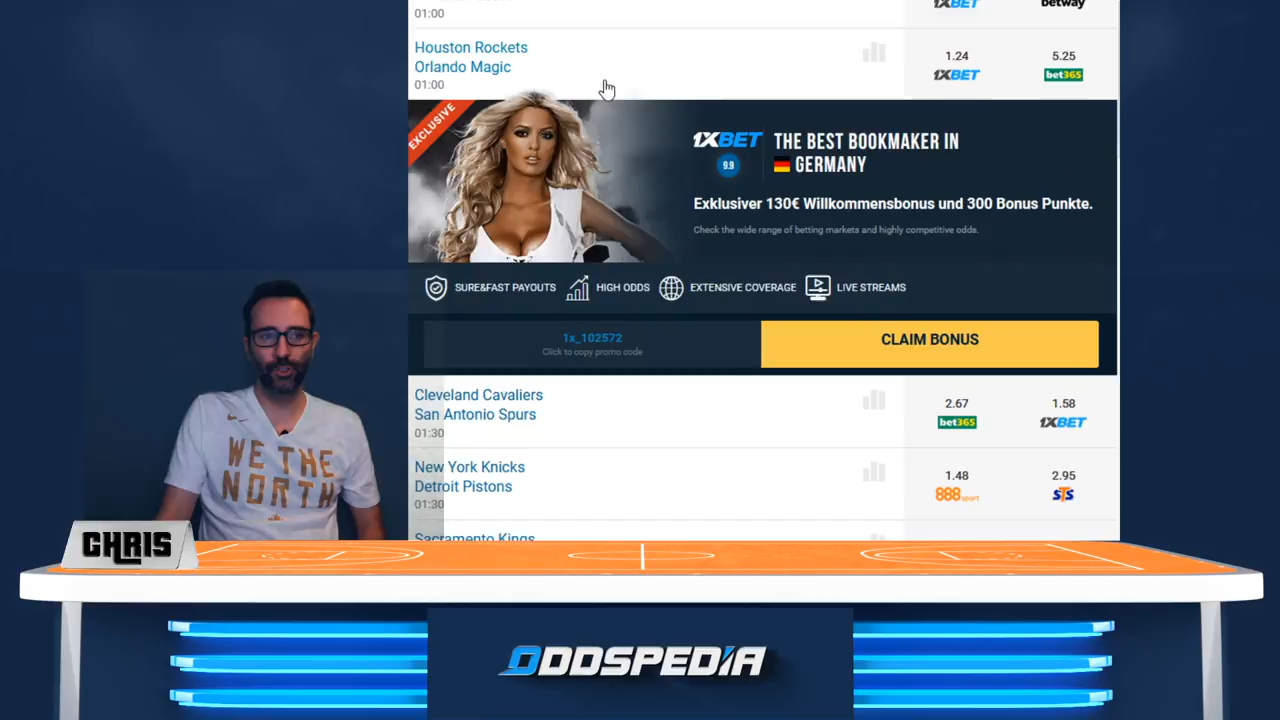 01:00
1XBET
betway
Houston Rockets
Orlando Magic
01:00
1.24
5.25
1XBET
bet365
EXCLUSIVE
1XBET
9.9
THE BEST BOOKMAKER IN
GERMANY
Exklusiver 130€ Willkommensbonus und 300 Bonus Punkte.
Check the wide range of betting markets and highly competitive odds.
SURE&FAST PAYOUTS
HIGH ODDS
EXTENSIVE COVERAGE
LIVE STREAMS
1x_102572
Click to copy promo code
CLAIM BONUS
Cleveland Cavaliers
San Antonio Spurs
01:30
2.67
1.58
bet365
1XBET
New York Knicks
Detroit Pistons
01:30
1.48
2.95
888sport
STS
Sacramento Kings
WE THE
NORTH
CHRIS
ODDSPEDIA